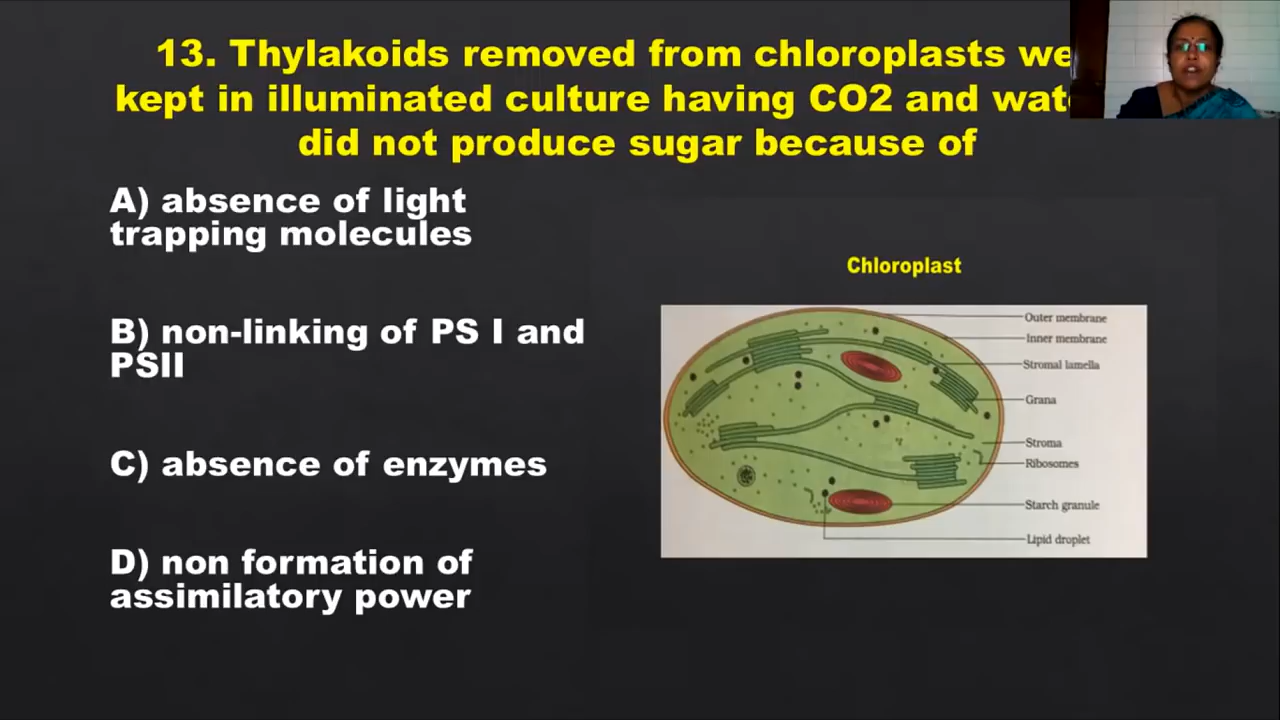 13. Thylakoids removed from chloroplasts we
kept in illuminated culture having CO2 and wat
did not produce sugar because of
A) absence of light
trapping molecules
B) non-linking of PS I and
PSII
C) absence of enzymes
D) non formation of
assimilatory power
Chloroplast
Outer membrane
Inner membrane
Stromal lamella
Grana
Stroma
Ribosomes
Starch granule
Lipid droplet